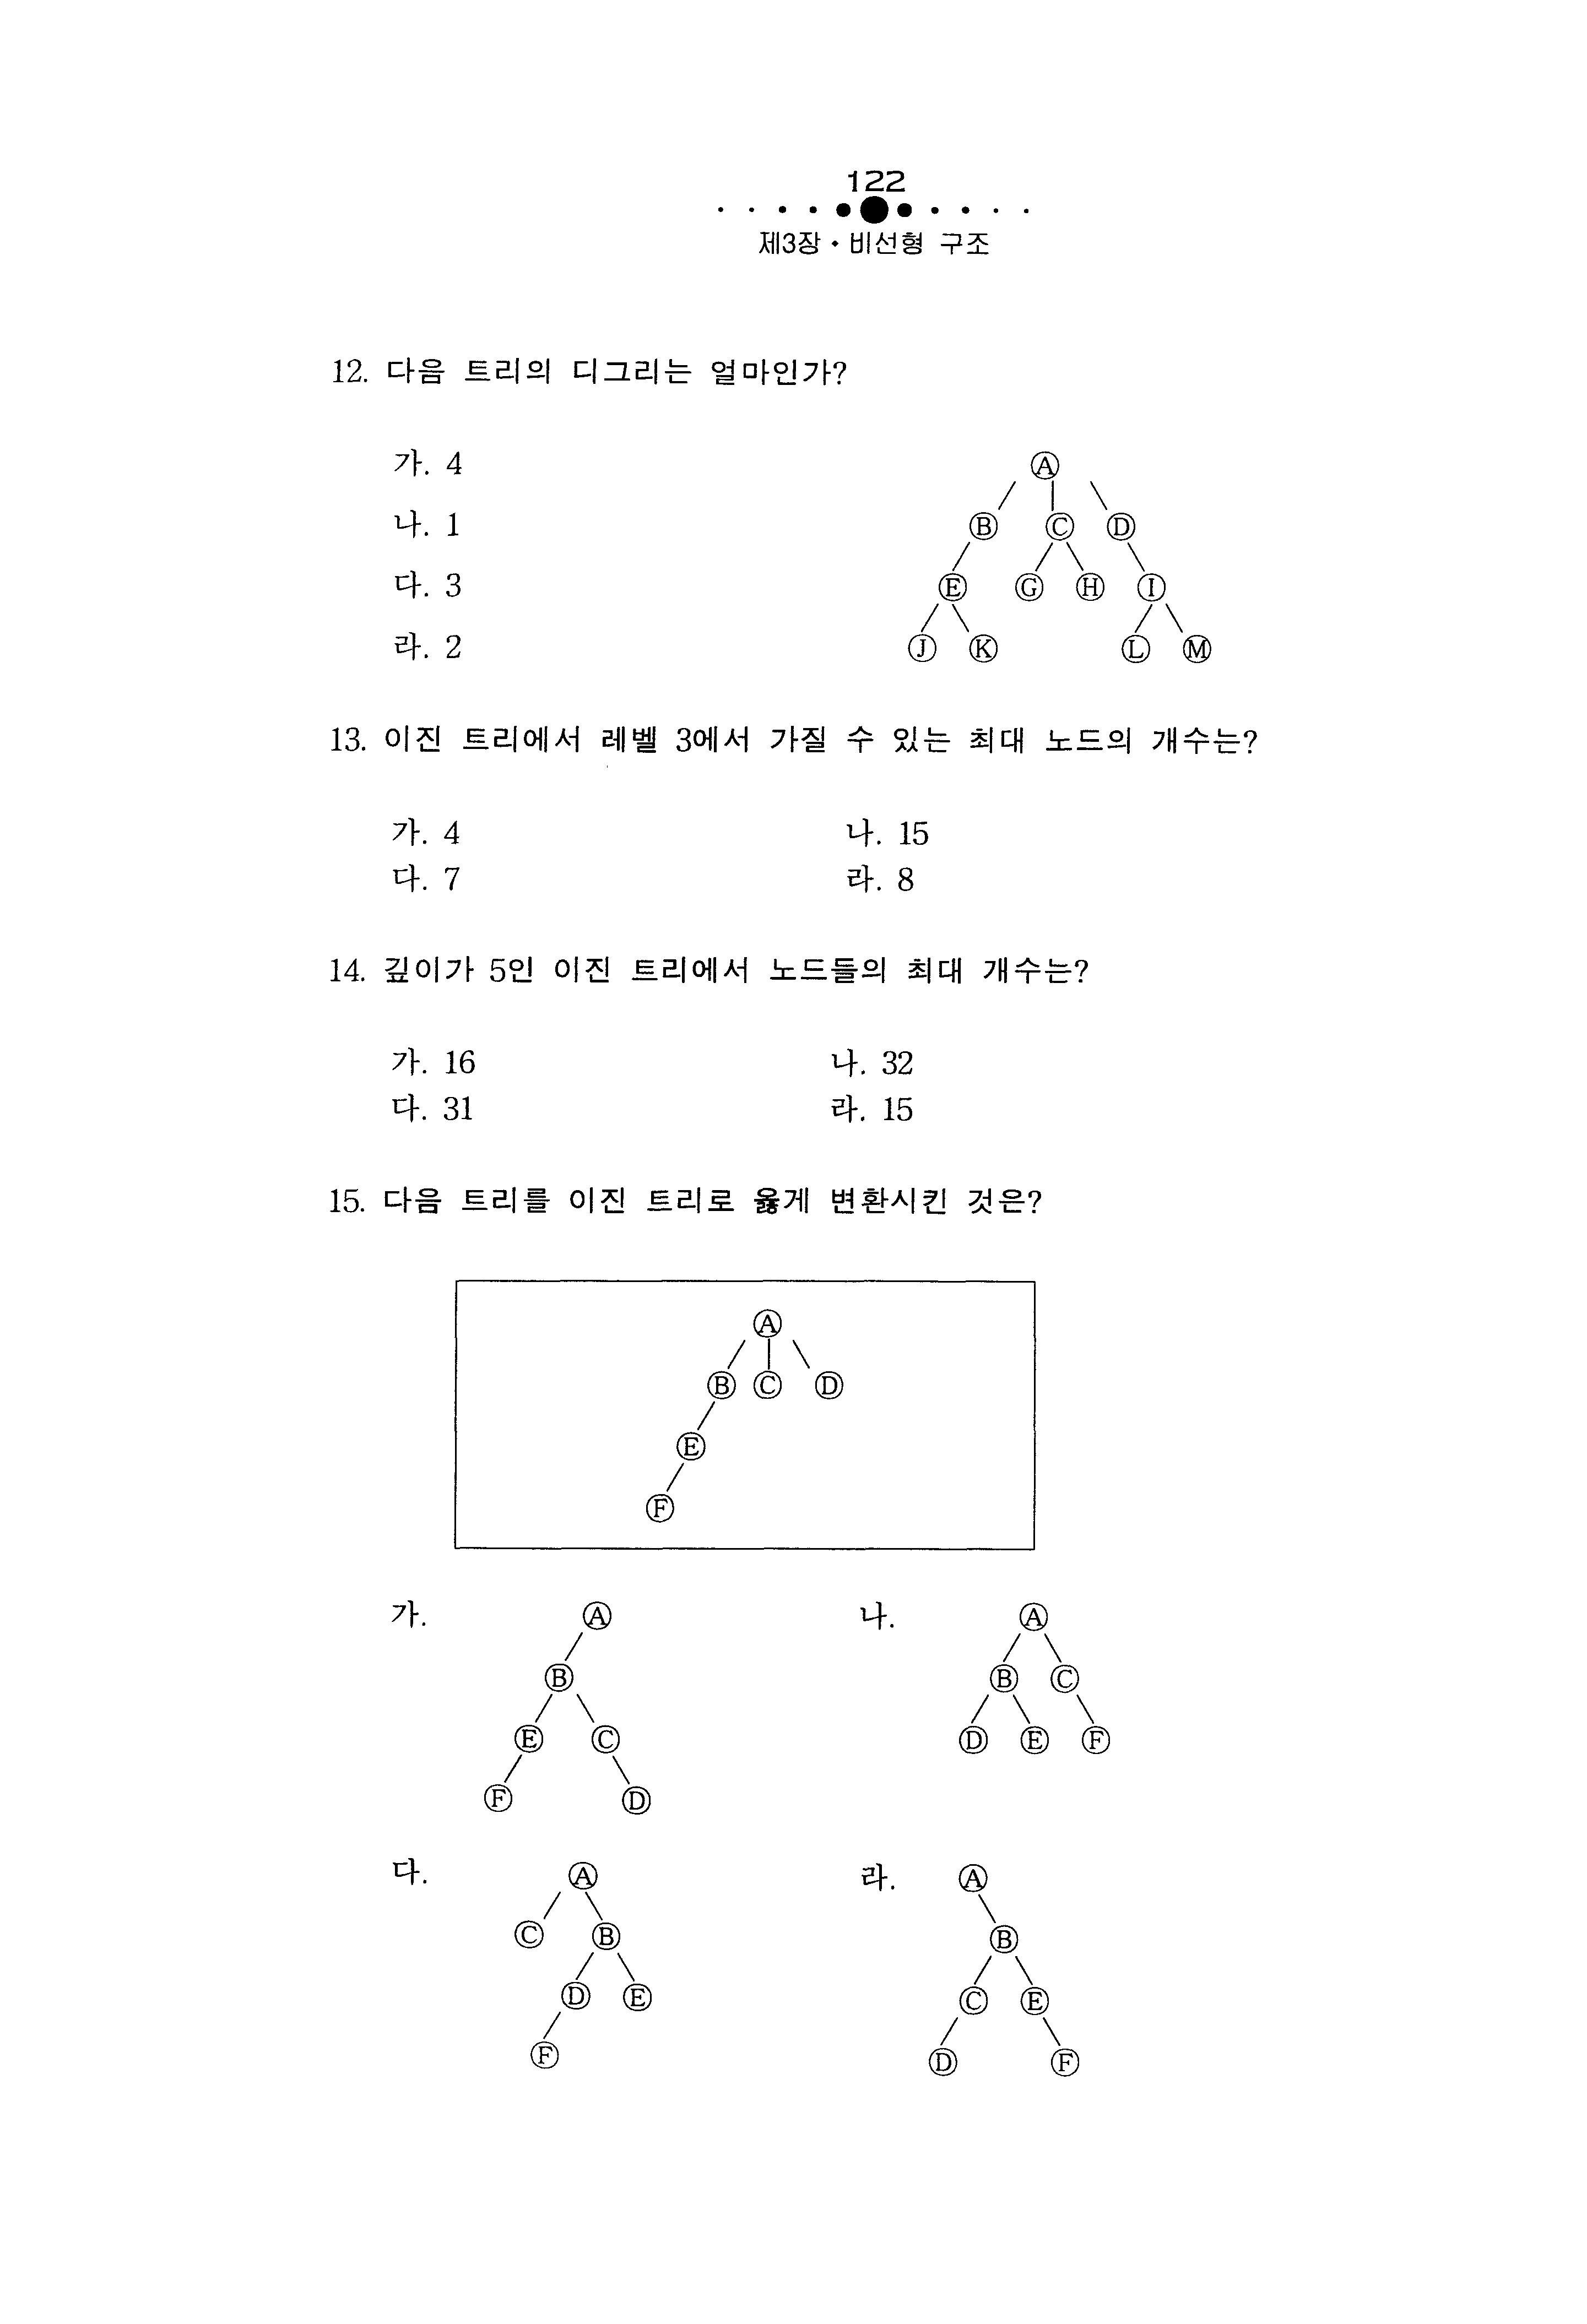 122
제3장 • 비선형 구조
12. 다음 트리의 디그리는 얼마인가?
가. 4
나. 1
다. 3
라. 2
A
B C D
E G H I
J K L M
13. 이진 트리에서 레벨 3에서 가질 수 있는 최대 노드의 개수는?
가. 4 나. 15
다. 7 라. 8
14. 깊이가 5인 이진 트리에서 노드들의 최대 개수는?
가. 16 나. 32
다. 31 라. 15
15. 다음 트리를 이진 트리로 옳게 변환시킨 것은?
A
B C D
E
F
가.
A
B
E C
F D
나.
A
B C
D E F
다.
A
C B
D E
F
라.
A
B
C E
D F